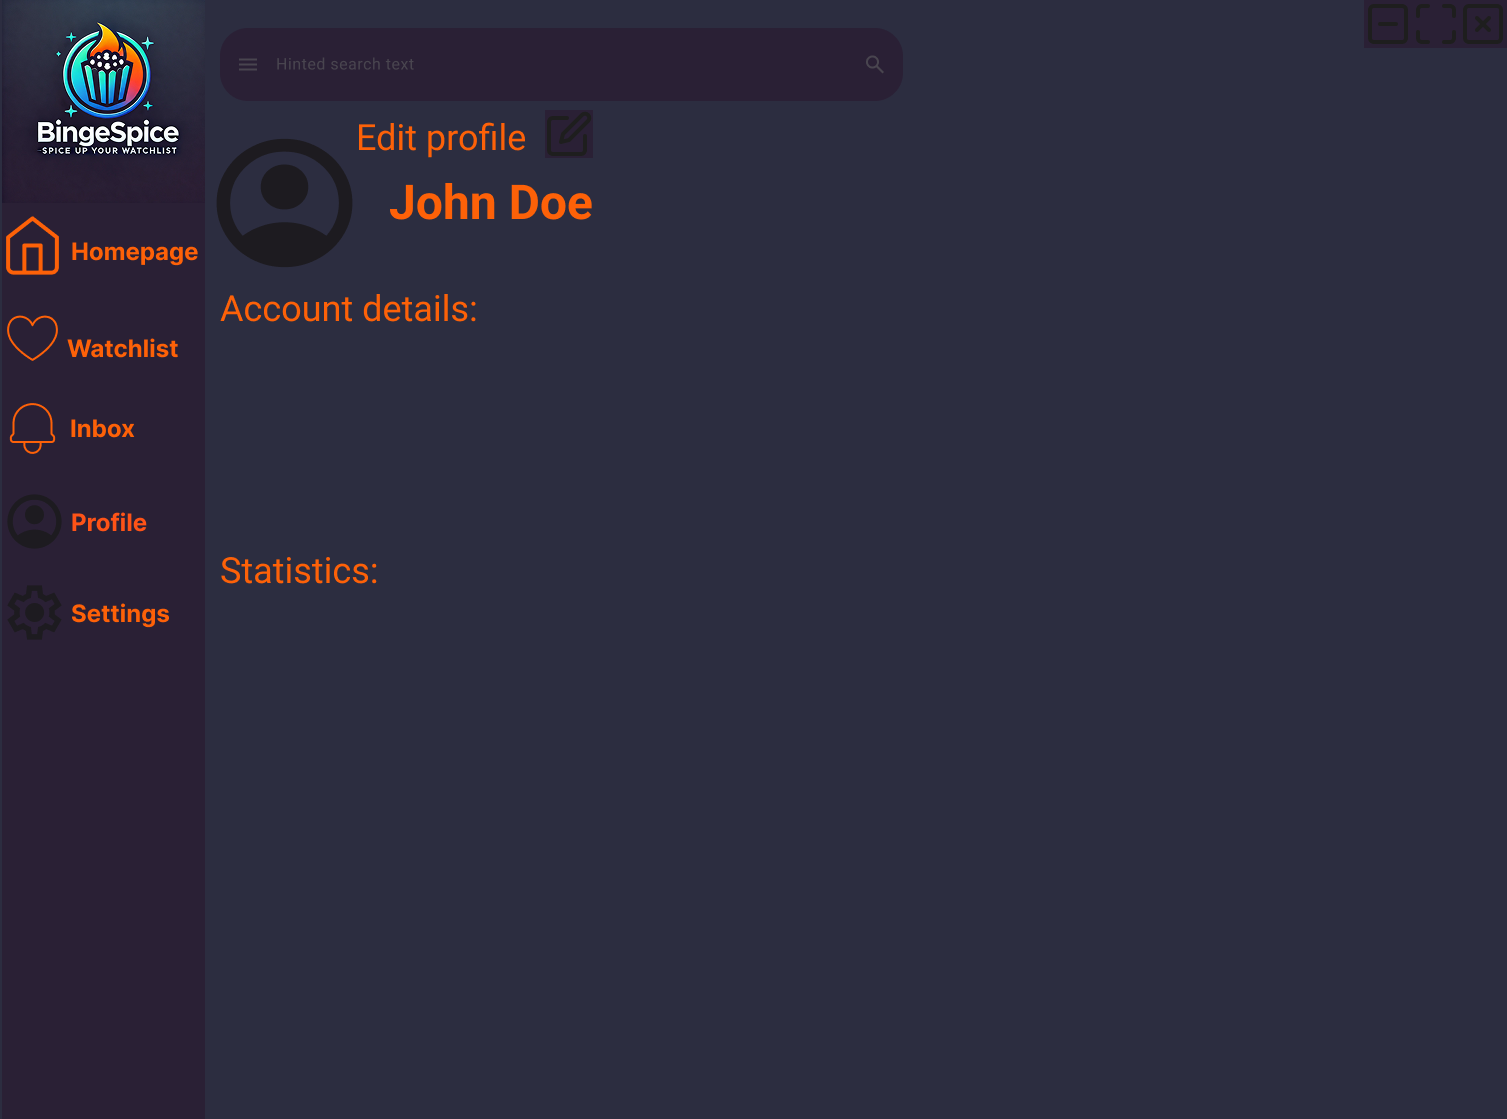 BingeSpice
SPICE UP YOUR WATCHLIST
Hinted search text
Edit profile
John Doe
Homepage
Account details:
Watchlist
Inbox
Profile
Statistics:
Settings